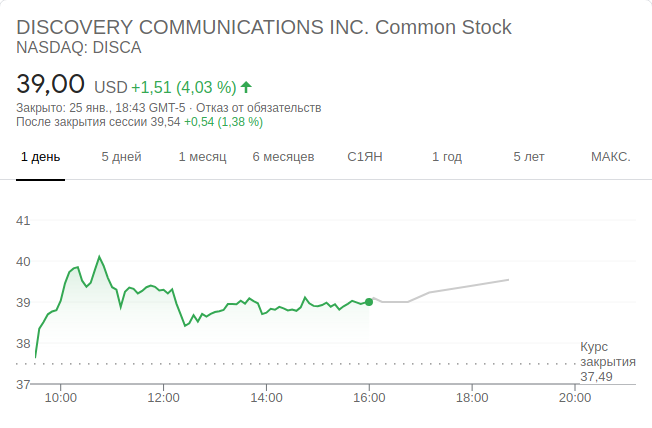 DISCOVERY COMMUNICATIONS INC. Common Stock
NASDAQ: DISCA
39,00 USD +1,51 (4,03 %)
Закрыто: 25 янв., 18:43 GMT-5 · Отказ от обязательств
После закрытия сессии 39,54 +0,54 (1,38 %)
1 день 5 дней 1 месяц 6 месяцев С1ЯН 1 год 5 лет МАКС.
41
40
39
38
Курс
закрытия
37,49
37
10:00 12:00 14:00 16:00 18:00 20:00